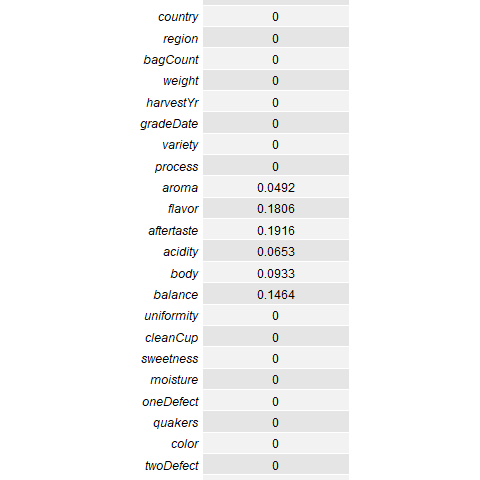 country 0
region 0
bagCount 0
weight 0
harvestYr 0
gradeDate 0
variety 0
process 0
aroma 0.0492
flavor 0.1806
aftertaste 0.1916
acidity 0.0653
body 0.0933
balance 0.1464
uniformity 0
cleanCup 0
sweetness 0
moisture 0
oneDefect 0
quakers 0
color 0
twoDefect 0